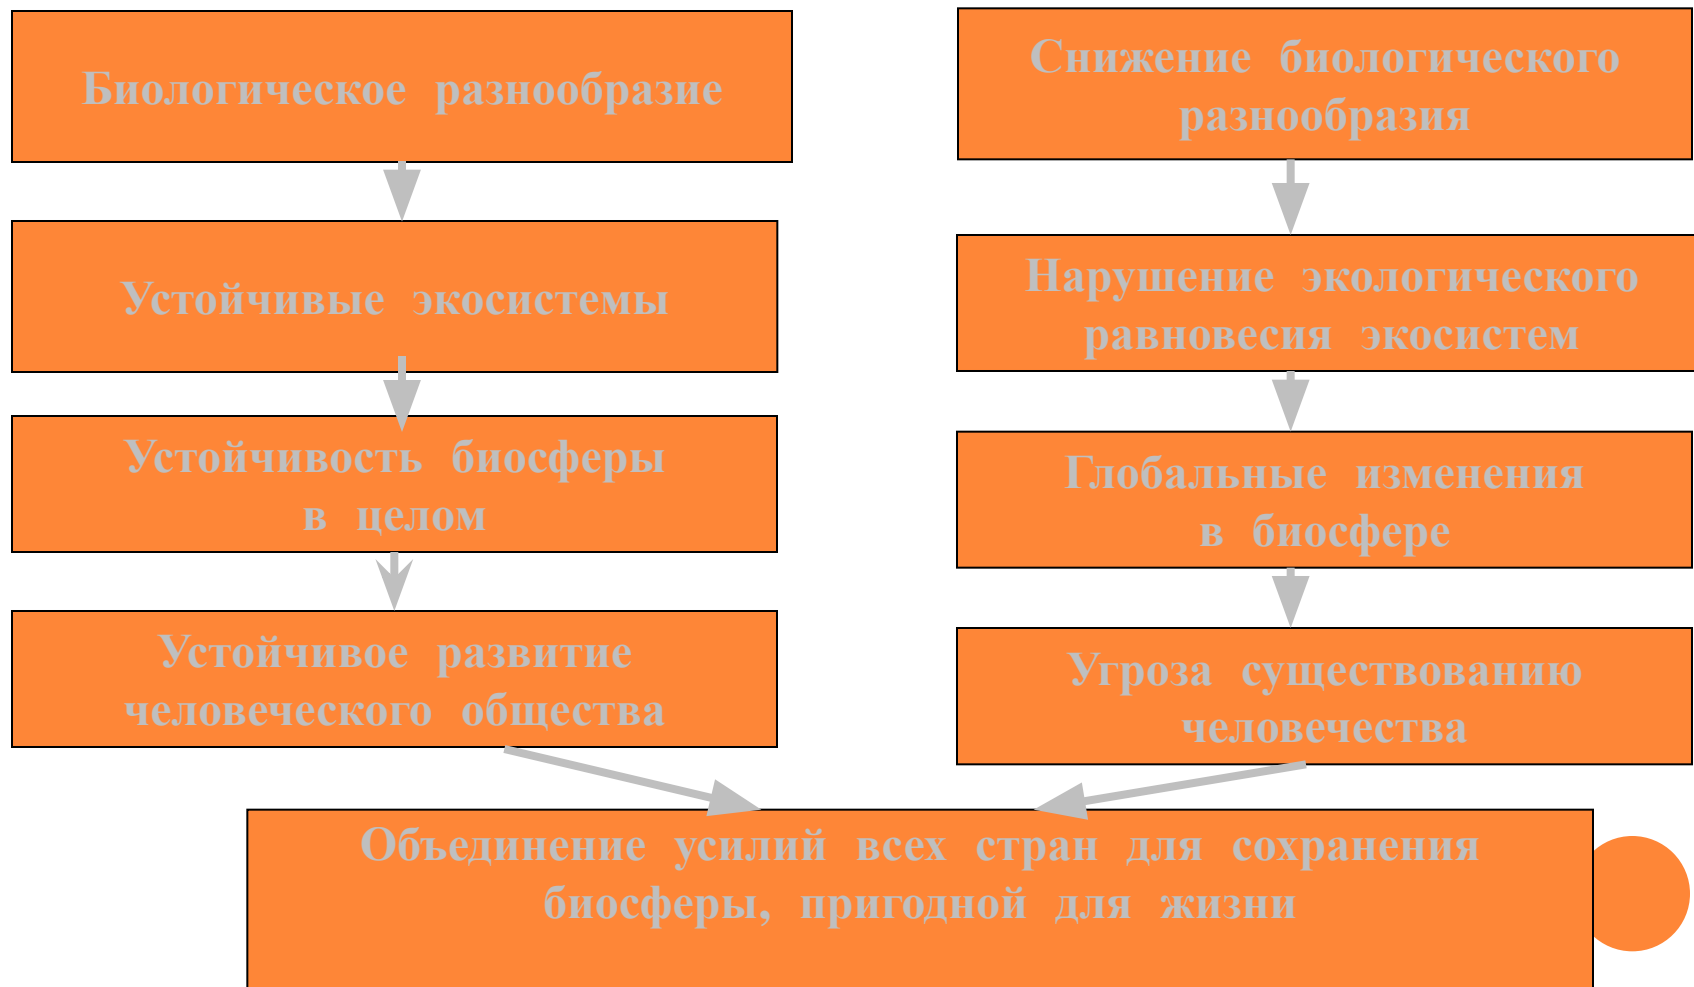 Биологическое разнообразие
Устойчивые экосистемы
Устойчивость биосферы
в целом
Устойчивое развитие
человеческого общества
Снижение биологического
разнообразия
Нарушение экологического
равновесия экосистем
Глобальные изменения
в биосфере
Угроза существованию
человечества
Объединение усилий всех стран для сохранения
биосферы, пригодной для жизни